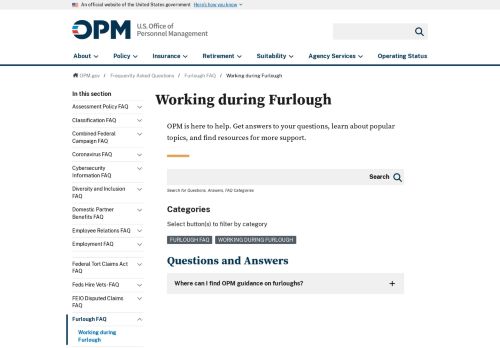 An official website of the United States government Here's how you know
OPM
U.S. Office of
Personnel Management
About
Policy
Insurance
Retirement
Suitability
Agency Services
Operating Status
OPM.gov / Frequently Asked Questions / Furlough FAQ / Working during Furlough
In this section
Assessment Policy FAQ
Classification FAQ
Combined Federal
Campaign FAQ
Coronavirus FAQ
Cybersecurity
Information FAQ
Diversity and Inclusion
FAQ
Domestic Partner
Benefits FAQ
Employee Relations FAQ
Employment FAQ
Federal Tort Claims Act
FAQ
Feds Hire Vets- FAQ
FEIO Disputed Claims
FAQ
Furlough FAQ
Working during
Furlough
Working during Furlough
OPM is here to help. Get answers to your questions, learn about popular
topics, and find resources for more support.
Search
Search for Questions, Answers, FAQ Categories
Categories
Select button(s) to filter by category
FURLOUGH FAQ
WORKING DURING FURLOUGH
Questions and Answers
Where can I find OPM guidance on furloughs?